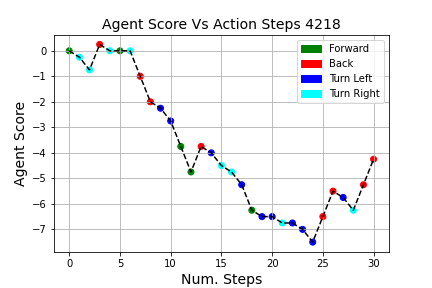 Agent Score Vs Action Steps 4218
Agent Score
0
−1
−2
−3
−4
−5
−6
−7
Forward
Back
Turn Left
Turn Right
0 5 10 15 20 25 30
Num. Steps